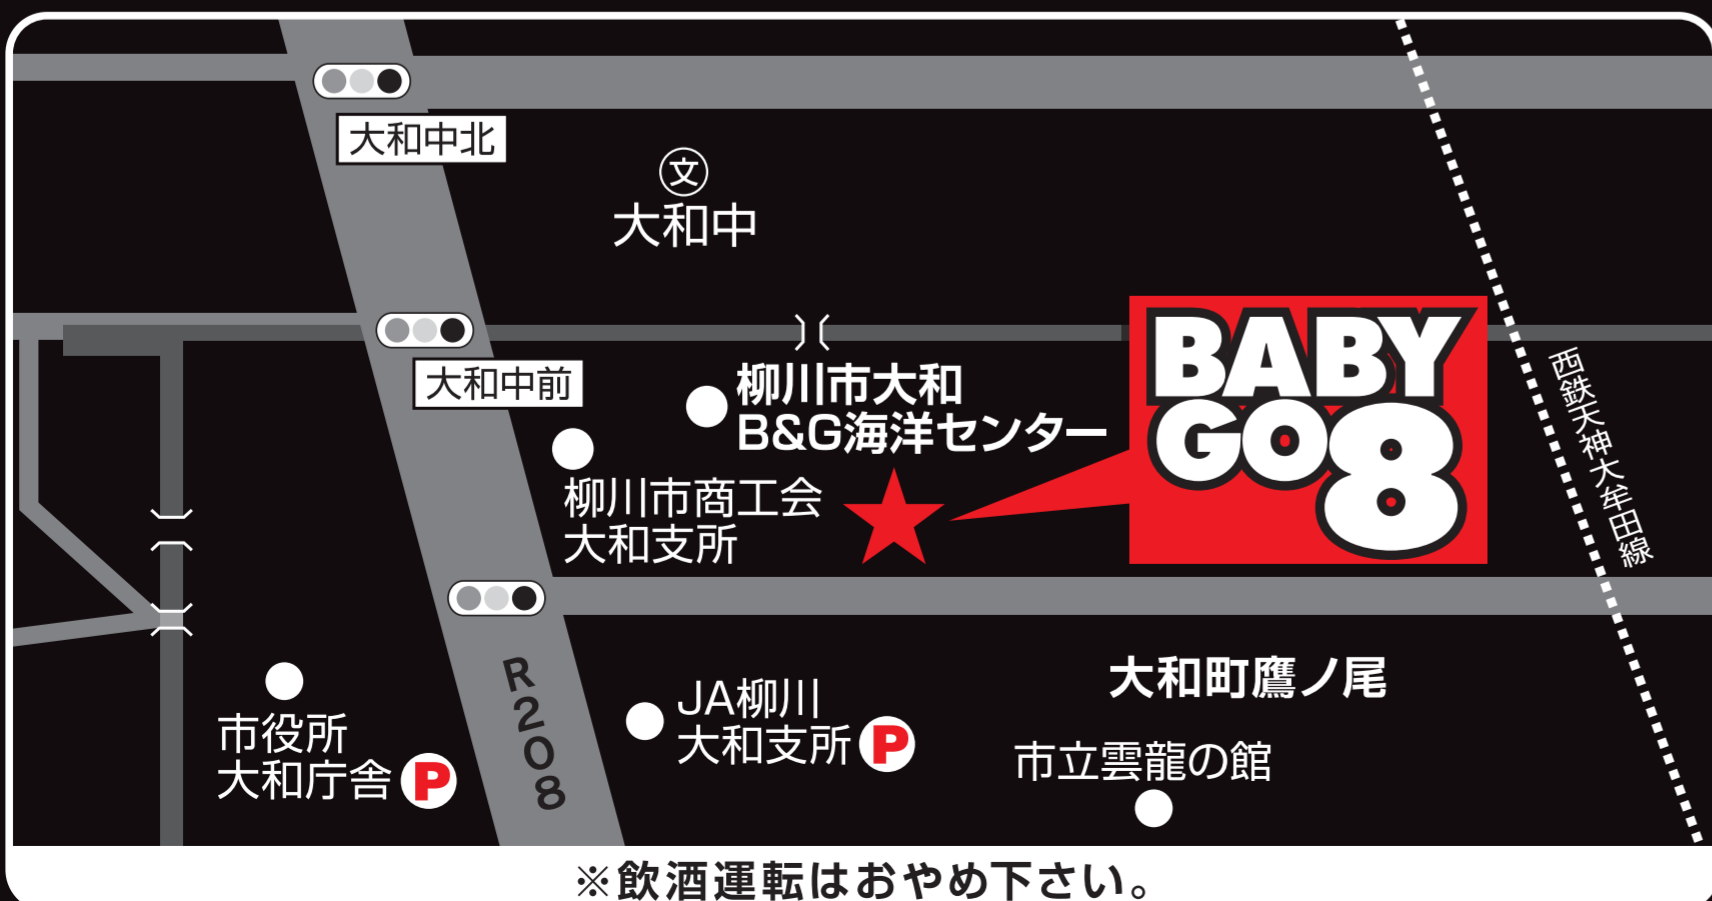 大和中北
文
大和中
大和中前
柳川市大和
B&G海洋センター
BABY
GO
8
西鉄天神大牟田線
柳川市商工会
大和支所
R208
JA柳川
大和支所 P
大和町鷹ノ尾
市役所
大和庁舎 P
市立雲龍の館
※飲酒運転はおやめ下さい。